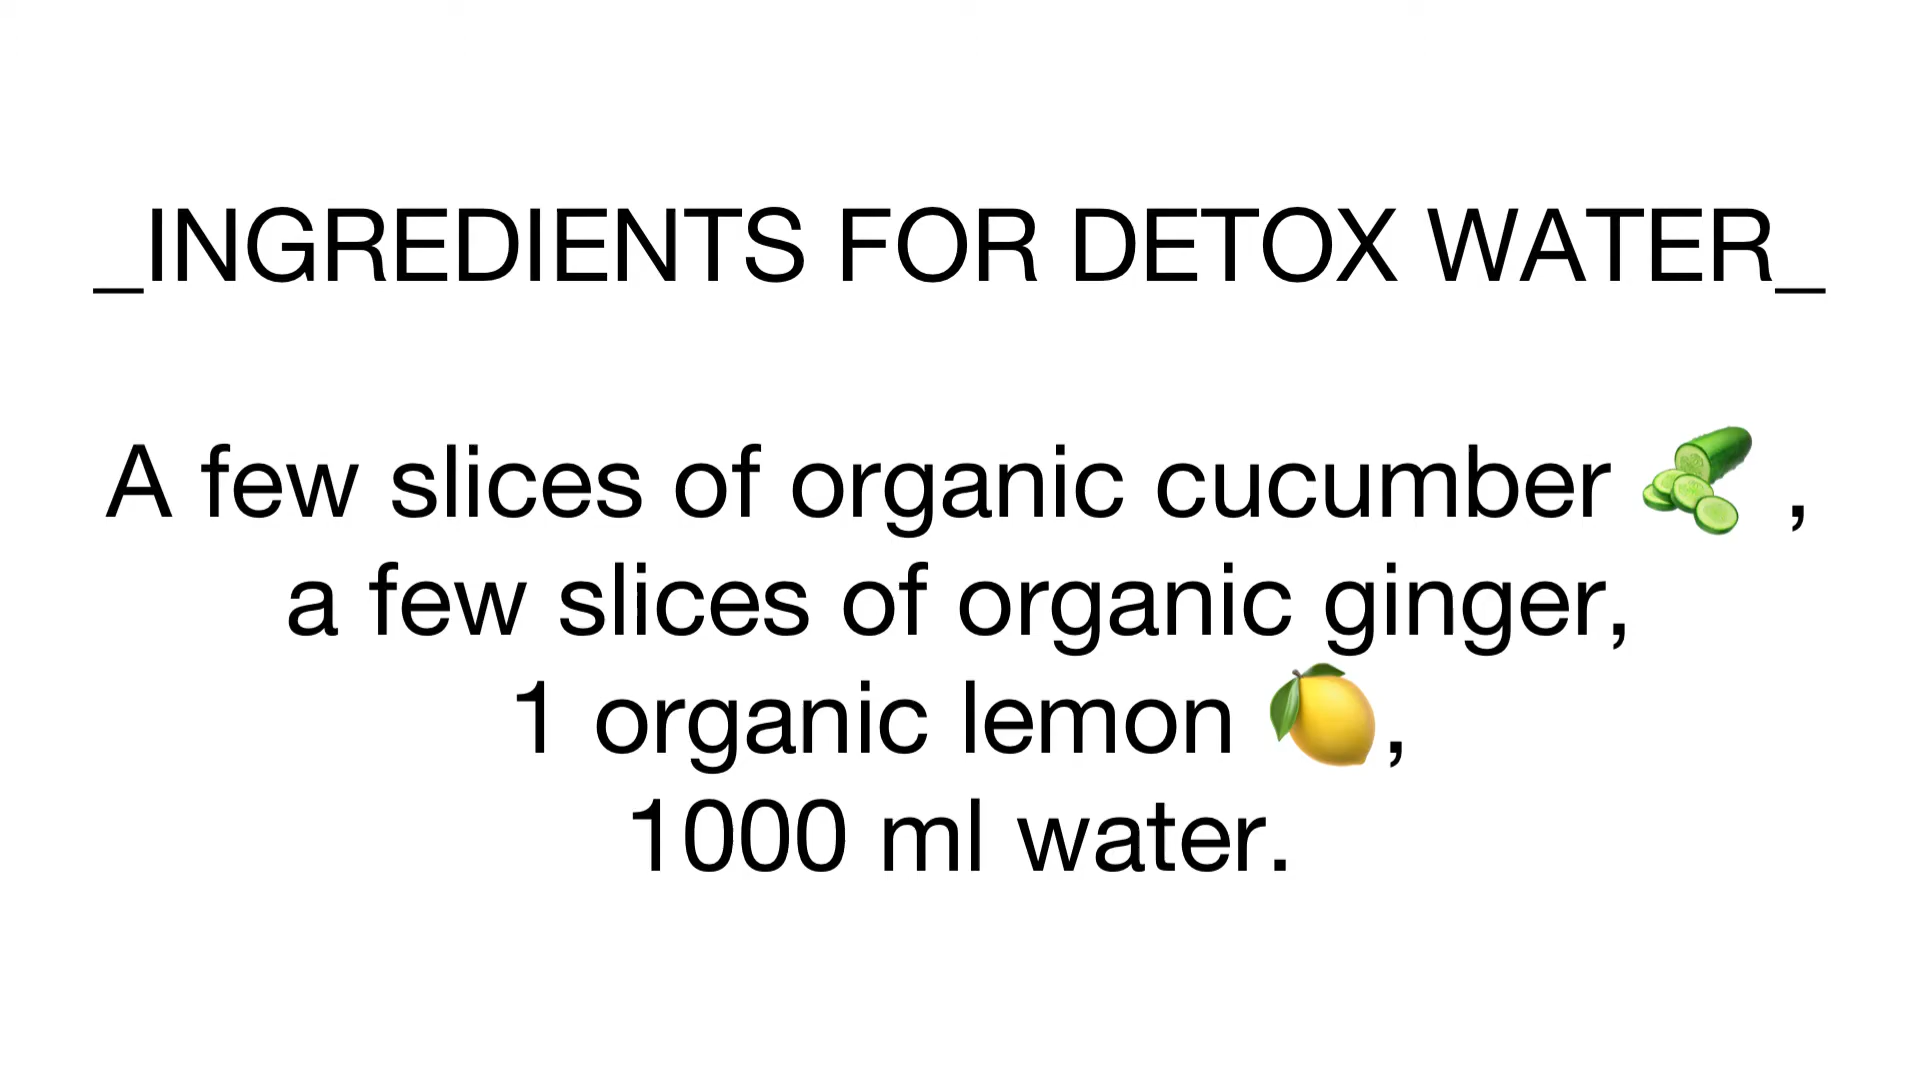 _INGREDIENTS FOR DETOX WATER_
A few slices of organic cucumber 🥒 ,
a few slices of organic ginger,
1 organic lemon 🍋,
1000 ml water.